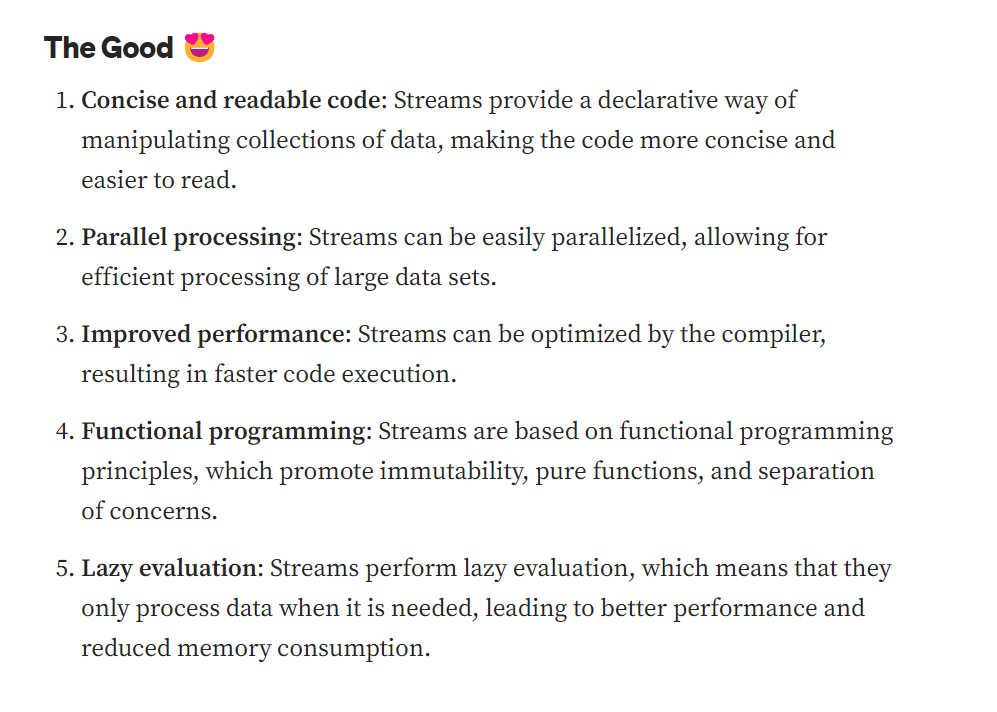 The Good 😍
1. Concise and readable code: Streams provide a declarative way of
manipulating collections of data, making the code more concise and
easier to read.
2. Parallel processing: Streams can be easily parallelized, allowing for
efficient processing of large data sets.
3. Improved performance: Streams can be optimized by the compiler,
resulting in faster code execution.
4. Functional programming: Streams are based on functional programming
principles, which promote immutability, pure functions, and separation
of concerns.
5. Lazy evaluation: Streams perform lazy evaluation, which means that they
only process data when it is needed, leading to better performance and
reduced memory consumption.